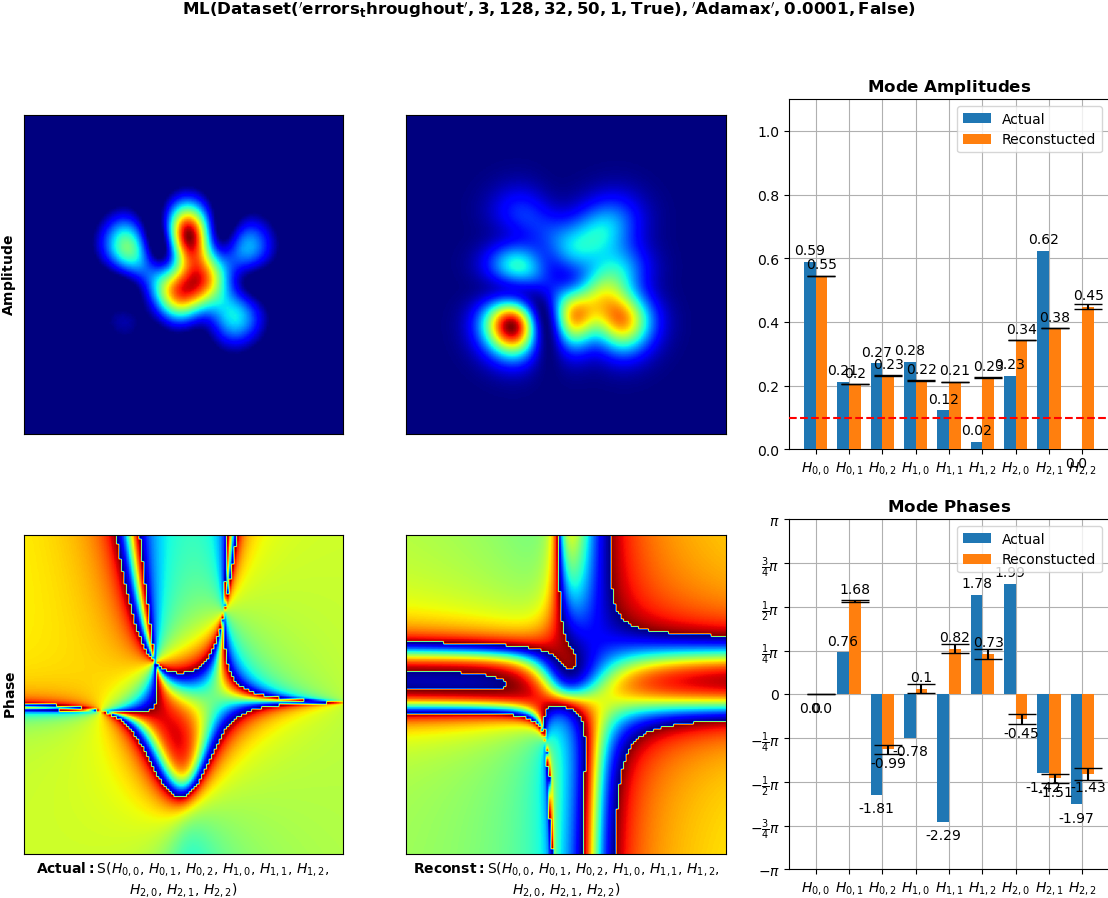 ML(Dataset('errors_throughout', 3, 128, 32, 50, 1, True), 'Adamax', 0.0001, False)
Mode Amplitudes
Actual
Reconstucted
1.0
0.8
0.6
0.4
0.2
0.0
0.59
0.55
0.21
0.2
0.27
0.23
0.28
0.22
0.12
0.21
0.02
0.23
0.23
0.34
0.62
0.38
0.0
0.45
H0,0 H0,1 H0,2 H1,0 H1,1 H1,2 H2,0 H2,1 H2,2
Amplitude
Mode Phases
Actual
Reconstucted
π
3/4π
1/2π
1/4π
0
−1/4π
−1/2π
−3/4π
−π
0.0
0.0
0.76
1.68
-1.81
-0.99
-0.78
0.1
-2.29
0.82
1.78
0.73
1.99
-0.45
-1.42
-1.51
-1.97
-1.43
H0,0 H0,1 H0,2 H1,0 H1,1 H1,2 H2,0 H2,1 H2,2
Phase
Actual: S(H0,0, H0,1, H0,2, H1,0, H1,1, H1,2,
H2,0, H2,1, H2,2)
Reconst: S(H0,0, H0,1, H0,2, H1,0, H1,1, H1,2,
H2,0, H2,1, H2,2)